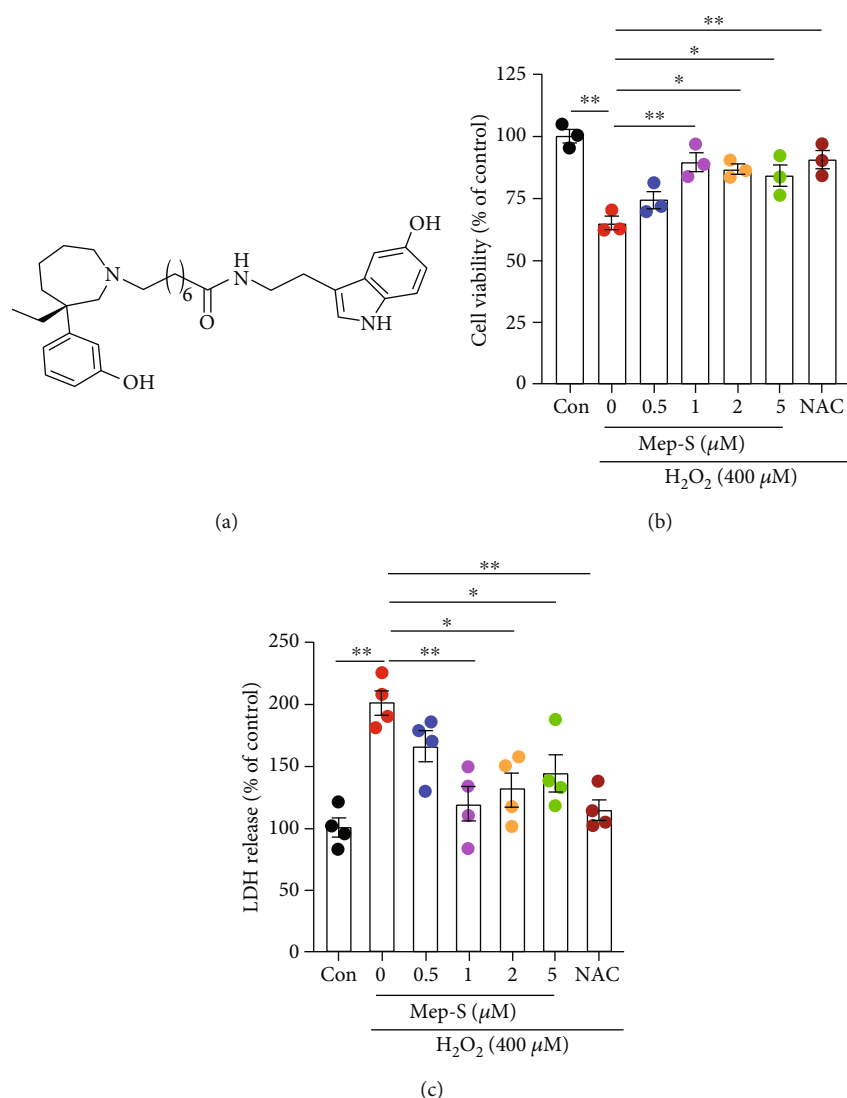 N
6
O
H
N
OH
NH
OH
(a)
Cell viability (% of control)
125
100
75
50
25
0
**
*
*
** **
Con 0 0.5 1 2 5 NAC
Mep-S (μM)
H₂O₂ (400 μM)
(b)
LDH release (% of control)
250
200
150
100
50
0
**
*
*
** **
Con 0 0.5 1 2 5 NAC
Mep-S (μM)
H₂O₂ (400 μM)
(c)